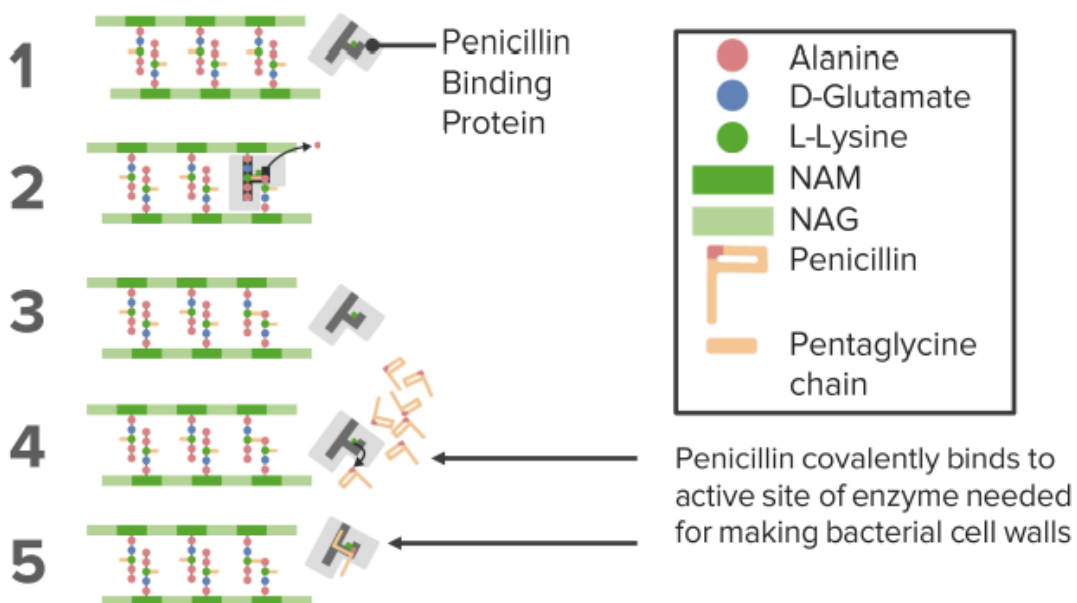 1
Penicillin
Binding
Protein
2
3
4
5
Alanine
D-Glutamate
L-Lysine
NAM
NAG
Penicillin
Pentaglycine
chain
Penicillin covalently binds to
active site of enzyme needed
for making bacterial cell walls